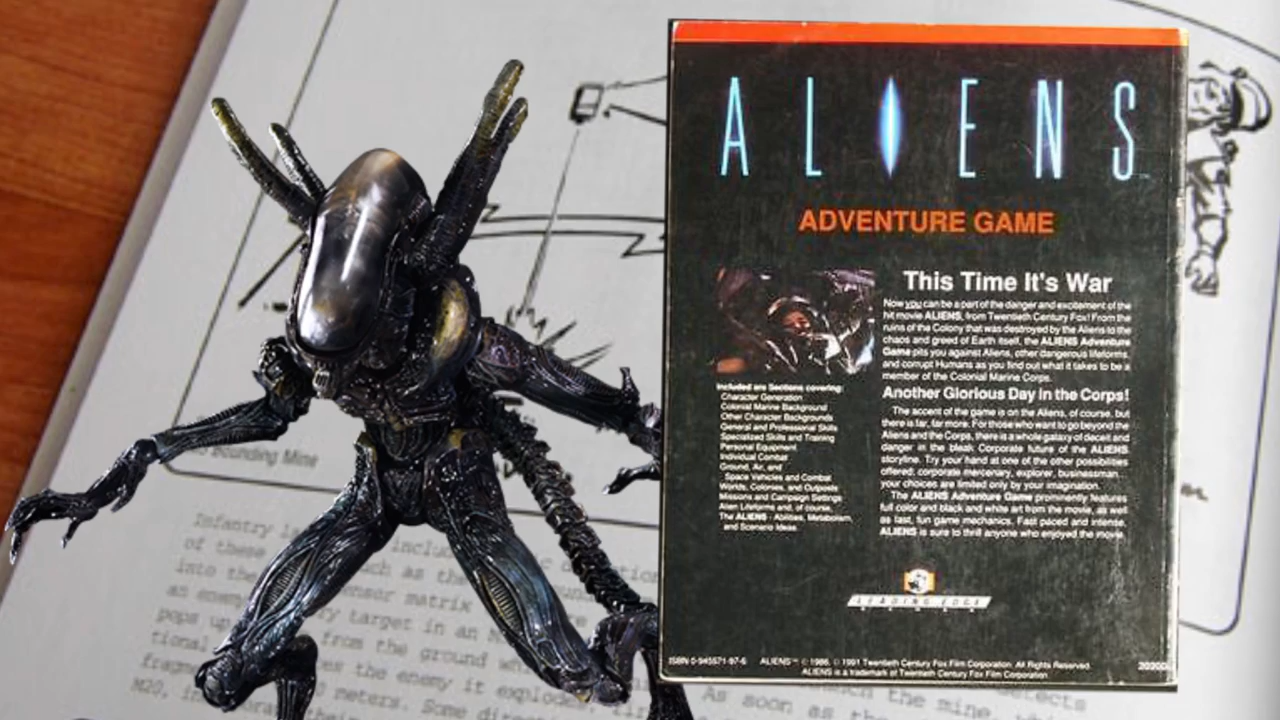 ALIENS
ADVENTURE GAME
This Time It's War
Now you can be a part of the danger and excitement of the
hit movie ALIENS, from Twentieth Century Fox! From the
ruins of the Colony that was destroyed by the Aliens to the
chaos and greed of Earth itself, the ALIENS Adventure
Game pits you against Aliens, other dangerous lifeforms,
and corrupt Humans as you find out what it takes to be a
member of the Colonial Marine Corps.
Another Glorious Day in the Corps!
The accent of the game is on the Aliens, of course, but
there is far, far more. For those who want to go beyond the
Aliens and the Corps, there is a whole galaxy of deceit and
danger in the bleak Corporate future of the ALIENS
storyline. Try your hand at one of the other possibilities
offered; corporate mercenary, explorer, businessman...
your choices are limited only by your imagination.
The ALIENS Adventure Game prominently features
full color and black and white art from the movie, as well
as fast, fun game mechanics. Fast paced and intense,
ALIENS is sure to thrill anyone who enjoyed the movie.
Included are Sections covering:
Character Generation
Colonial Marine Background
Other Character Backgrounds
General and Professional Skills
Specialized Skills and Training
Personal Equipment
Individual Combat
Ground, Air, and
Space Vehicles and Combat
Worlds, Colonies, and Outposts
Missions and Campaign Settings
Alien Lifeforms and, of course,
The ALIENS - Abilities, Metabolism,
and Scenario Ideas
LEADING EDGE
GAMES
ISBN 0-945571-97-6 ALIENS™ © 1986, © 1991 Twentieth Century Fox Film Corporation. All Rights Reserved.
ALIENS is a trademark of Twentieth Century Fox Film Corporation
20200
Bounding Mine
Infantry
of these such as the
into the sensor matrix
an enemy target in an
pops up from the ground
the enemy it explodes
M20, in meters. Some
As soon as the mine